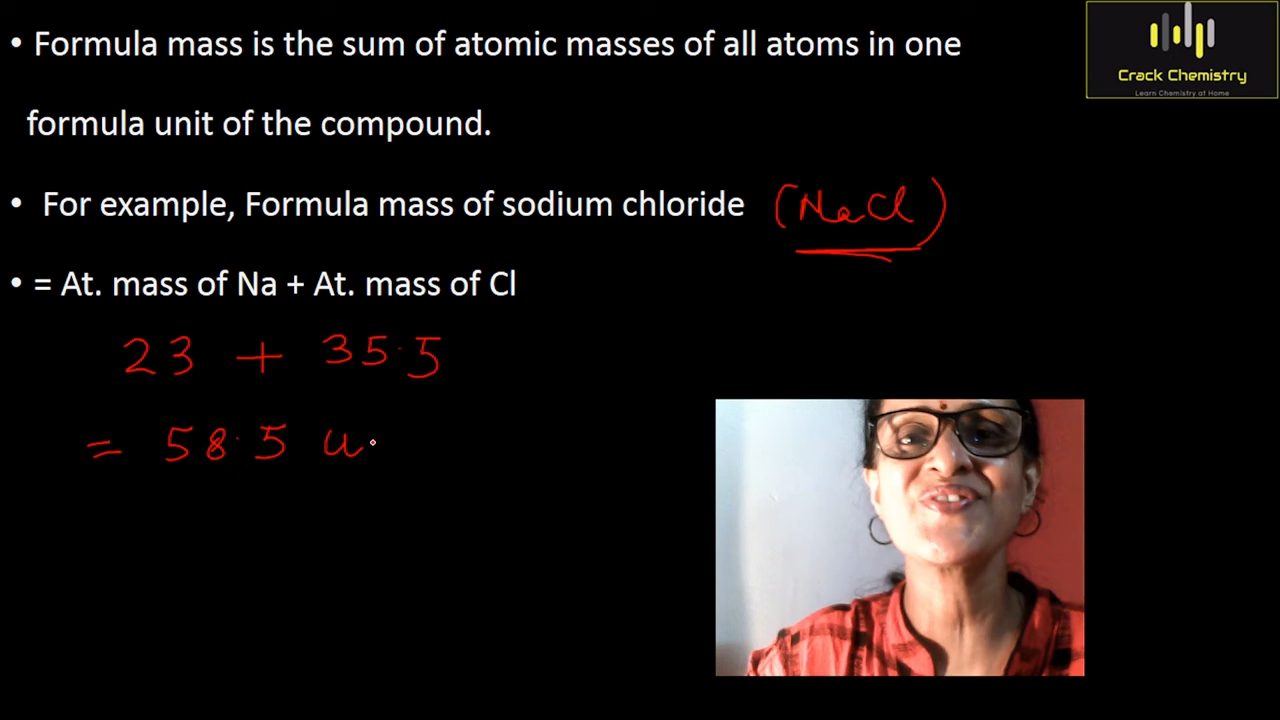 • Formula mass is the sum of atomic masses of all atoms in one
formula unit of the compound.
Crack Chemistry
Learn Chemistry at Home
• For example, Formula mass of sodium chloride (NaCl)
• = At. mass of Na + At. mass of Cl
23 + 35.5
= 58.5 u